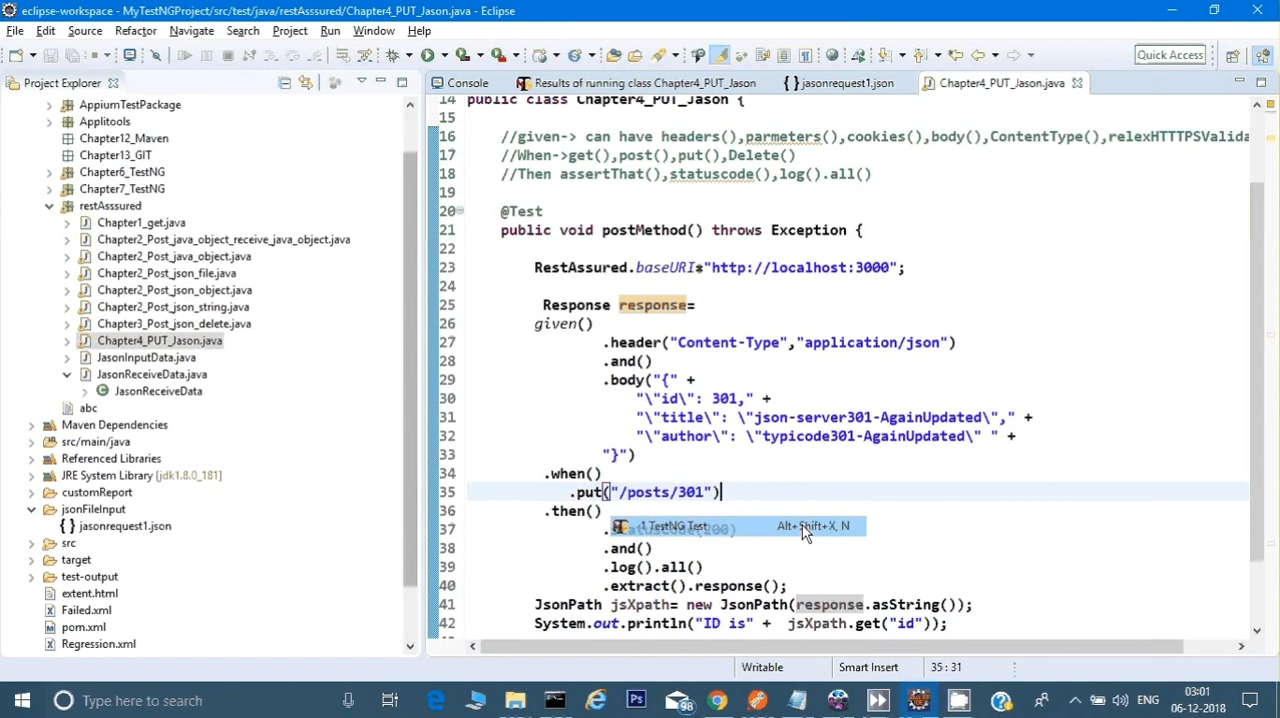 eclipse-workspace - MyTestNGProject/src/test/java/restAsssured/Chapter4_PUT_Jason.java - Eclipse
File Edit Source Refactor Navigate Search Project Run Window Help
Quick Access
Project Explorer
Console Results of running class Chapter4_PUT_Jason jasonrequest1.json Chapter4_PUT_Jason.java
AppiumTestPackage
Applitools
Chapter12_Maven
Chapter13_GIT
Chapter6_TestNG
Chapter7_TestNG
restAsssured
Chapter1_get.java
Chapter2_Post_java_object_receive_java_object.java
Chapter2_Post_java_object.java
Chapter2_Post_json_file.java
Chapter2_Post_json_object.java
Chapter2_Post_json_string.java
Chapter3_Post_json_delete.java
Chapter4_PUT_Jason.java
JasonInputData.java
JasonReceiveData.java
JasonReceiveData
abc
Maven Dependencies
src/main/java
Referenced Libraries
JRE System Library [jdk1.8.0_181]
customReport
jsonFileInput
jasonrequest1.json
src
target
test-output
extent.html
Failed.xml
pom.xml
Regression.xml
14 public class Chapter4_PUT_Jason {
15
16 //given-> can have headers(),parmeters(),cookies(),body(),ContentType(),relexHTTTPSValida
17 //When->get(),post(),put(),Delete()
18 //Then assertThat(),statuscode(),log().all()
19
20 @Test
21 public void postMethod() throws Exception {
22
23 RestAssured.baseURI="http://localhost:3000";
24
25 Response response=
26 given()
27 .header("Content-Type","application/json")
28 .and()
29 .body("{" +
30 "\"id\": 301," +
31 "\"title\": \"json-server301-AgainUpdated\"," +
32 "\"author\": \"typicode301-AgainUpdated\" " +
33 "}")
34 .when()
35 .put("/posts/301")
36 .then()
1 TestNG Test Alt+Shift+X, N
37 .statusCode(200)
38 .and()
39 .log().all()
40 .extract().response();
41 JsonPath jsXpath= new JsonPath(response.asString());
42 System.out.println("ID is" + jsXpath.get("id"));
Writable Smart Insert 35 : 31
Type here to search 98 ENG 03:01
06-12-2018